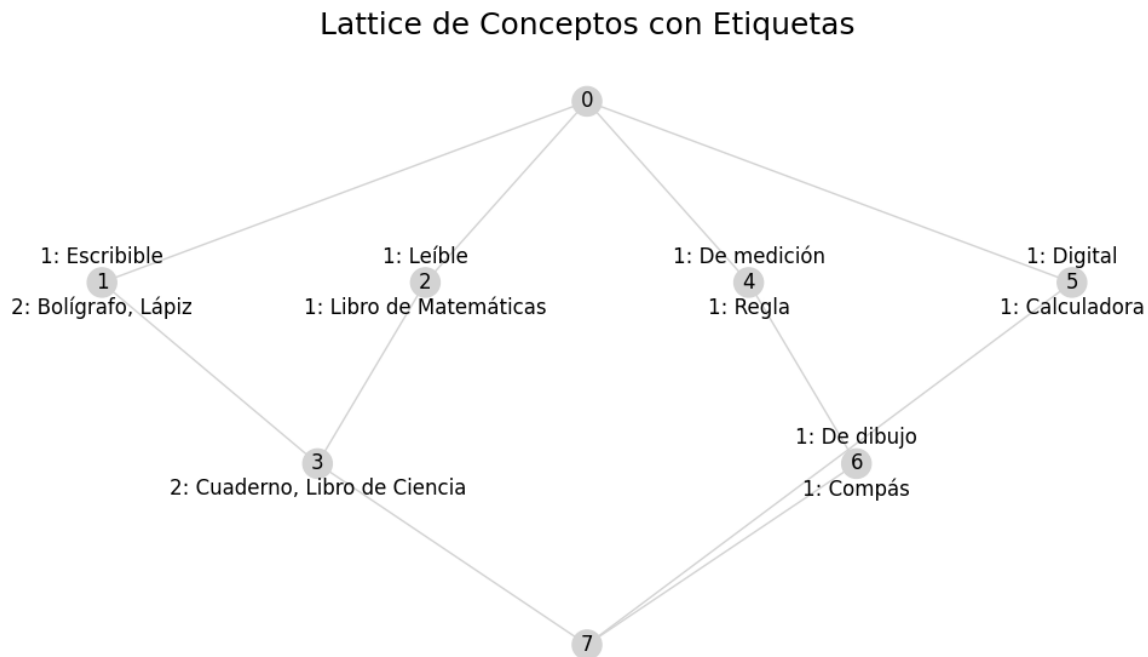 Lattice de Conceptos con Etiquetas
0
1: Escribible
1: Leíble
1: De medición
1: Digital
1
2
4
5
2: Bolígrafo, Lápiz
1: Libro de Matemáticas
1: Regla
1: Calculadora
1: De dibujo
3
6
2: Cuaderno, Libro de Ciencia
1: Compás
7